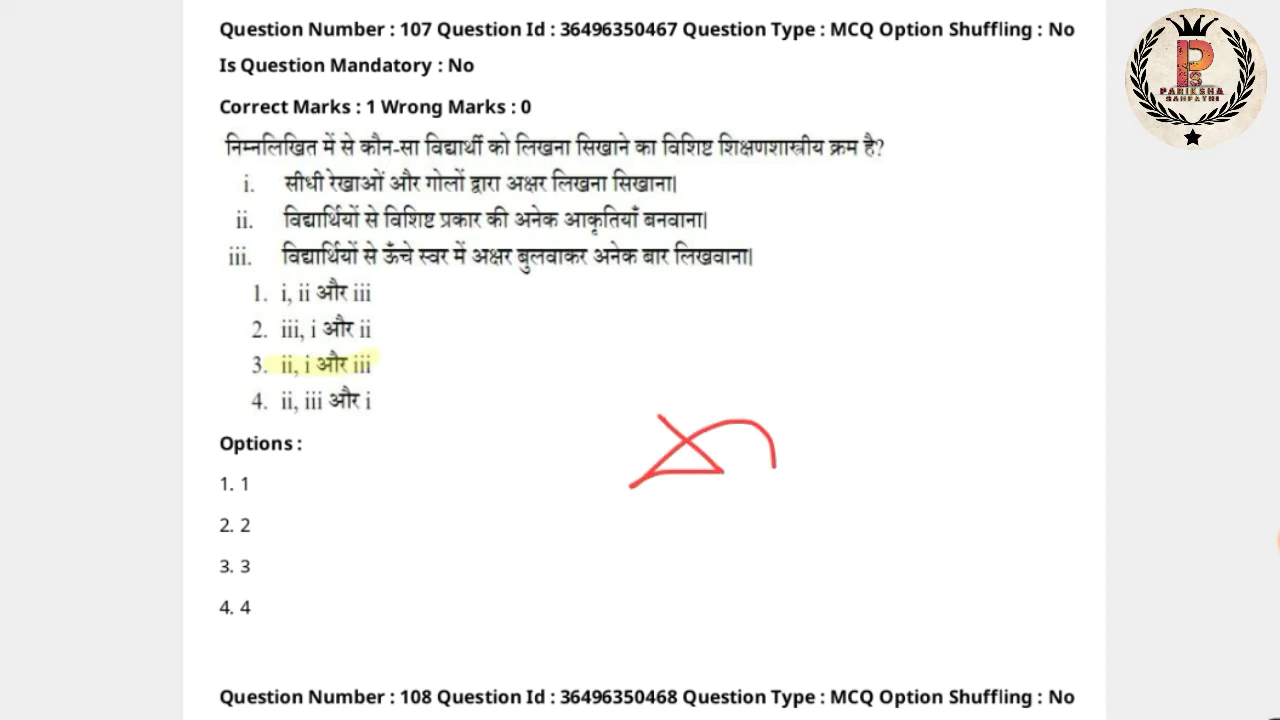 Question Number : 107 Question Id : 36496350467 Question Type : MCQ Option Shuffling : No
Is Question Mandatory : No
Correct Marks : 1 Wrong Marks : 0
निम्नलिखित में से कौन-सा विद्यार्थी को लिखना सिखाने का विशिष्ट शिक्षणशास्त्रीय क्रम है?
i. सीधी रेखाओं और गोलों द्वारा अक्षर लिखना सिखाना।
ii. विद्यार्थियों से विशिष्ट प्रकार की अनेक आकृतियाँ बनवाना।
iii. विद्यार्थियों से ऊँचे स्वर में अक्षर बुलवाकर अनेक बार लिखवाना।
1. i, ii और iii
2. iii, i और ii
3. ii, i और iii
4. ii, iii और i
Options :
1. 1
2. 2
3. 3
4. 4
Question Number : 108 Question Id : 36496350468 Question Type : MCQ Option Shuffling : No
PS
PARIKSHA
SANPATHI